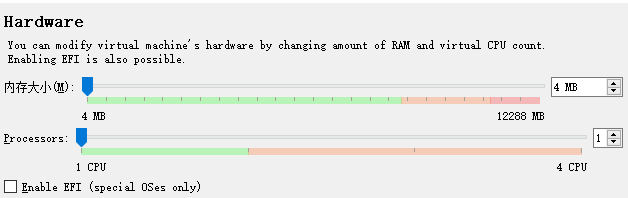 Hardware
You can modify virtual machine's hardware by changing amount of RAM and virtual CPU count.
Enabling EFI is also possible.
内存大小(M): 4 MB
4 MB 12288 MB
Processors: 1
1 CPU 4 CPU
Enable EFI (special OSes only)